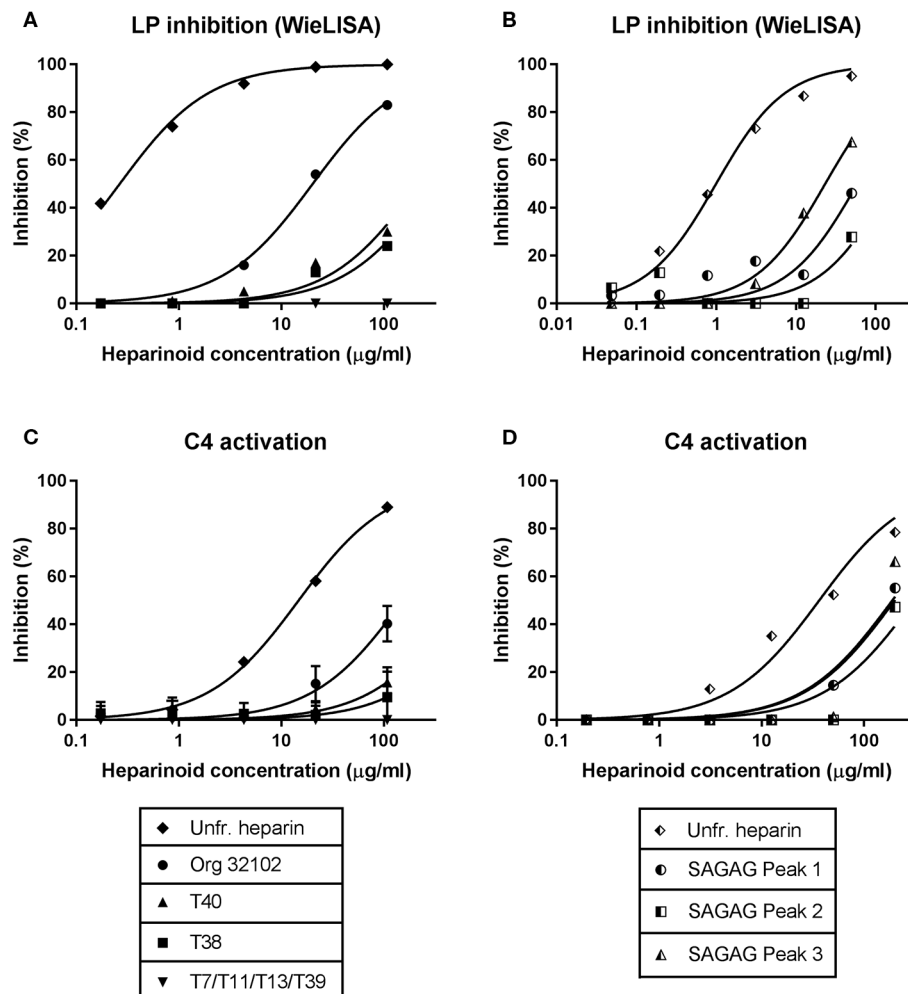 A
LP inhibition (WieLISA)
Inhibition (%)
100
80
60
40
20
0
0.1 1 10 100
Heparinoid concentration (μg/ml)
B
LP inhibition (WieLISA)
Inhibition (%)
100
80
60
40
20
0
0.01 0.1 1 10 100
Heparinoid concentration (μg/ml)
C
C4 activation
Inhibition (%)
100
80
60
40
20
0
0.1 1 10 100
Heparinoid concentration (μg/ml)
D
C4 activation
Inhibition (%)
100
80
60
40
20
0
0.1 1 10 100
Heparinoid concentration (μg/ml)
Unfr. heparin
Org 32102
T40
T38
T7/T11/T13/T39
Unfr. heparin
SAGAG Peak 1
SAGAG Peak 2
SAGAG Peak 3